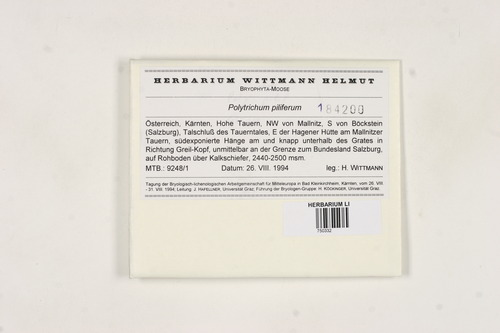 HERBARIUM WITTMANN HELMUT
BRYOPHYTA-MOOSE
Polytrichum piliferum 184200
Österreich, Kärnten, Hohe Tauern, NW von Mallnitz, S von Böckstein
(Salzburg), Talschluß des Tauerntales, E der Hagener Hütte am Mallnitzer
Tauern, südexponierte Hänge am und knapp unterhalb des Grates in
Richtung Greil-Kopf, unmittelbar an der Grenze zum Bundesland Salzburg,
auf Rohboden über Kalkschiefer, 2440-2500 msm.
MTB.: 9248/1 Datum: 26. VIII. 1994 leg.: H. WITTMANN
Tagung der Bryologisch-lichenologischen Arbeitsgemeinschaft für Mitteleuropa in Bad Kleinkirchheim, Kärnten, vom 26. VIII.
- 31. VIII. 1994; Leitung: J. HAFELLNER, Universität Graz; Führung der Bryologen-Gruppe: H. KÖCKINGER, Universität Graz.
HERBARIUM LI
750332